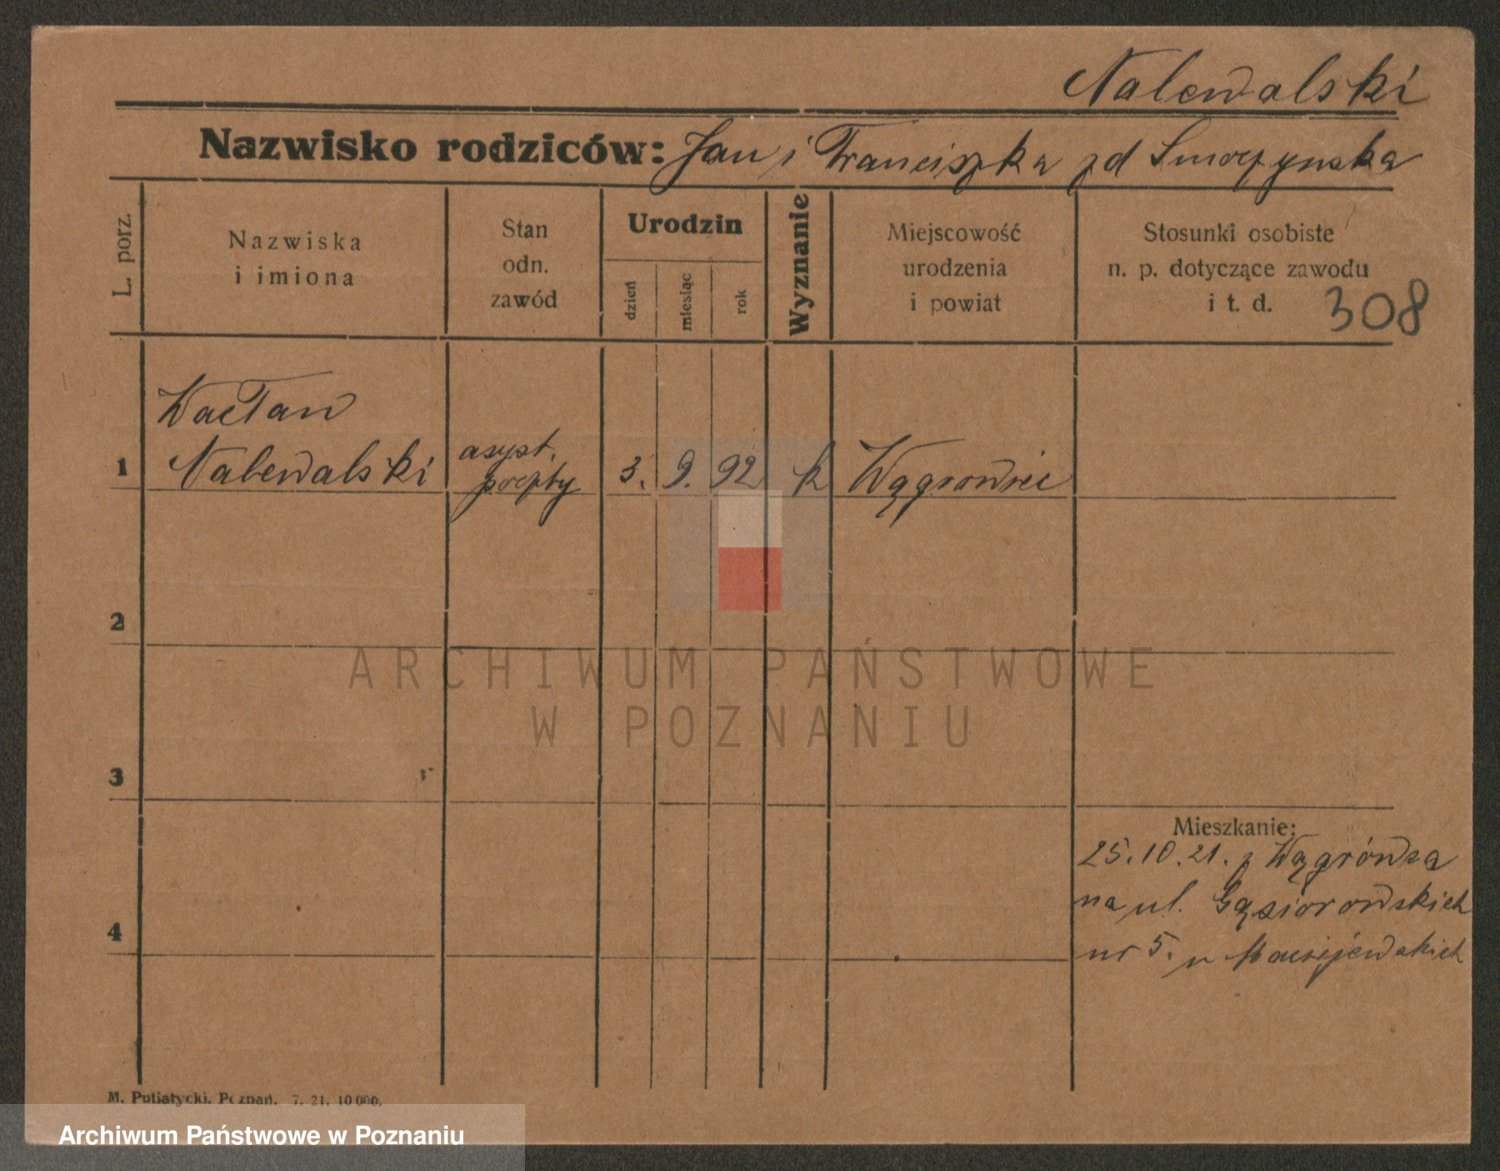 Nalewalski
Nazwisko rodziców: Jan i Franciszka zd Smoczynska
L. porz.
Nazwiska
i imiona
Stan
odn.
zawód
Urodzin
dzień
miesiąc
rok
Wyznanie
Miejscowość
urodzenia
i powiat
Stosunki osobiste
n. p. dotyczące zawodu
i t. d.
308
Wacław
1 Nalewalski asyst. 3. 9. 92 k Wągrowiec
poczty
2
3
4
ARCHIWUM PAŃSTWOWE
W POZNANIU
Mieszkanie:
25.10.21. z Wągrówca
na ul. Gąsiorowskich
nr 5. u Maciejewskich
M. Putiatycki. Poznań. 7. 21. 10 000.
Archiwum Państwowe w Poznaniu